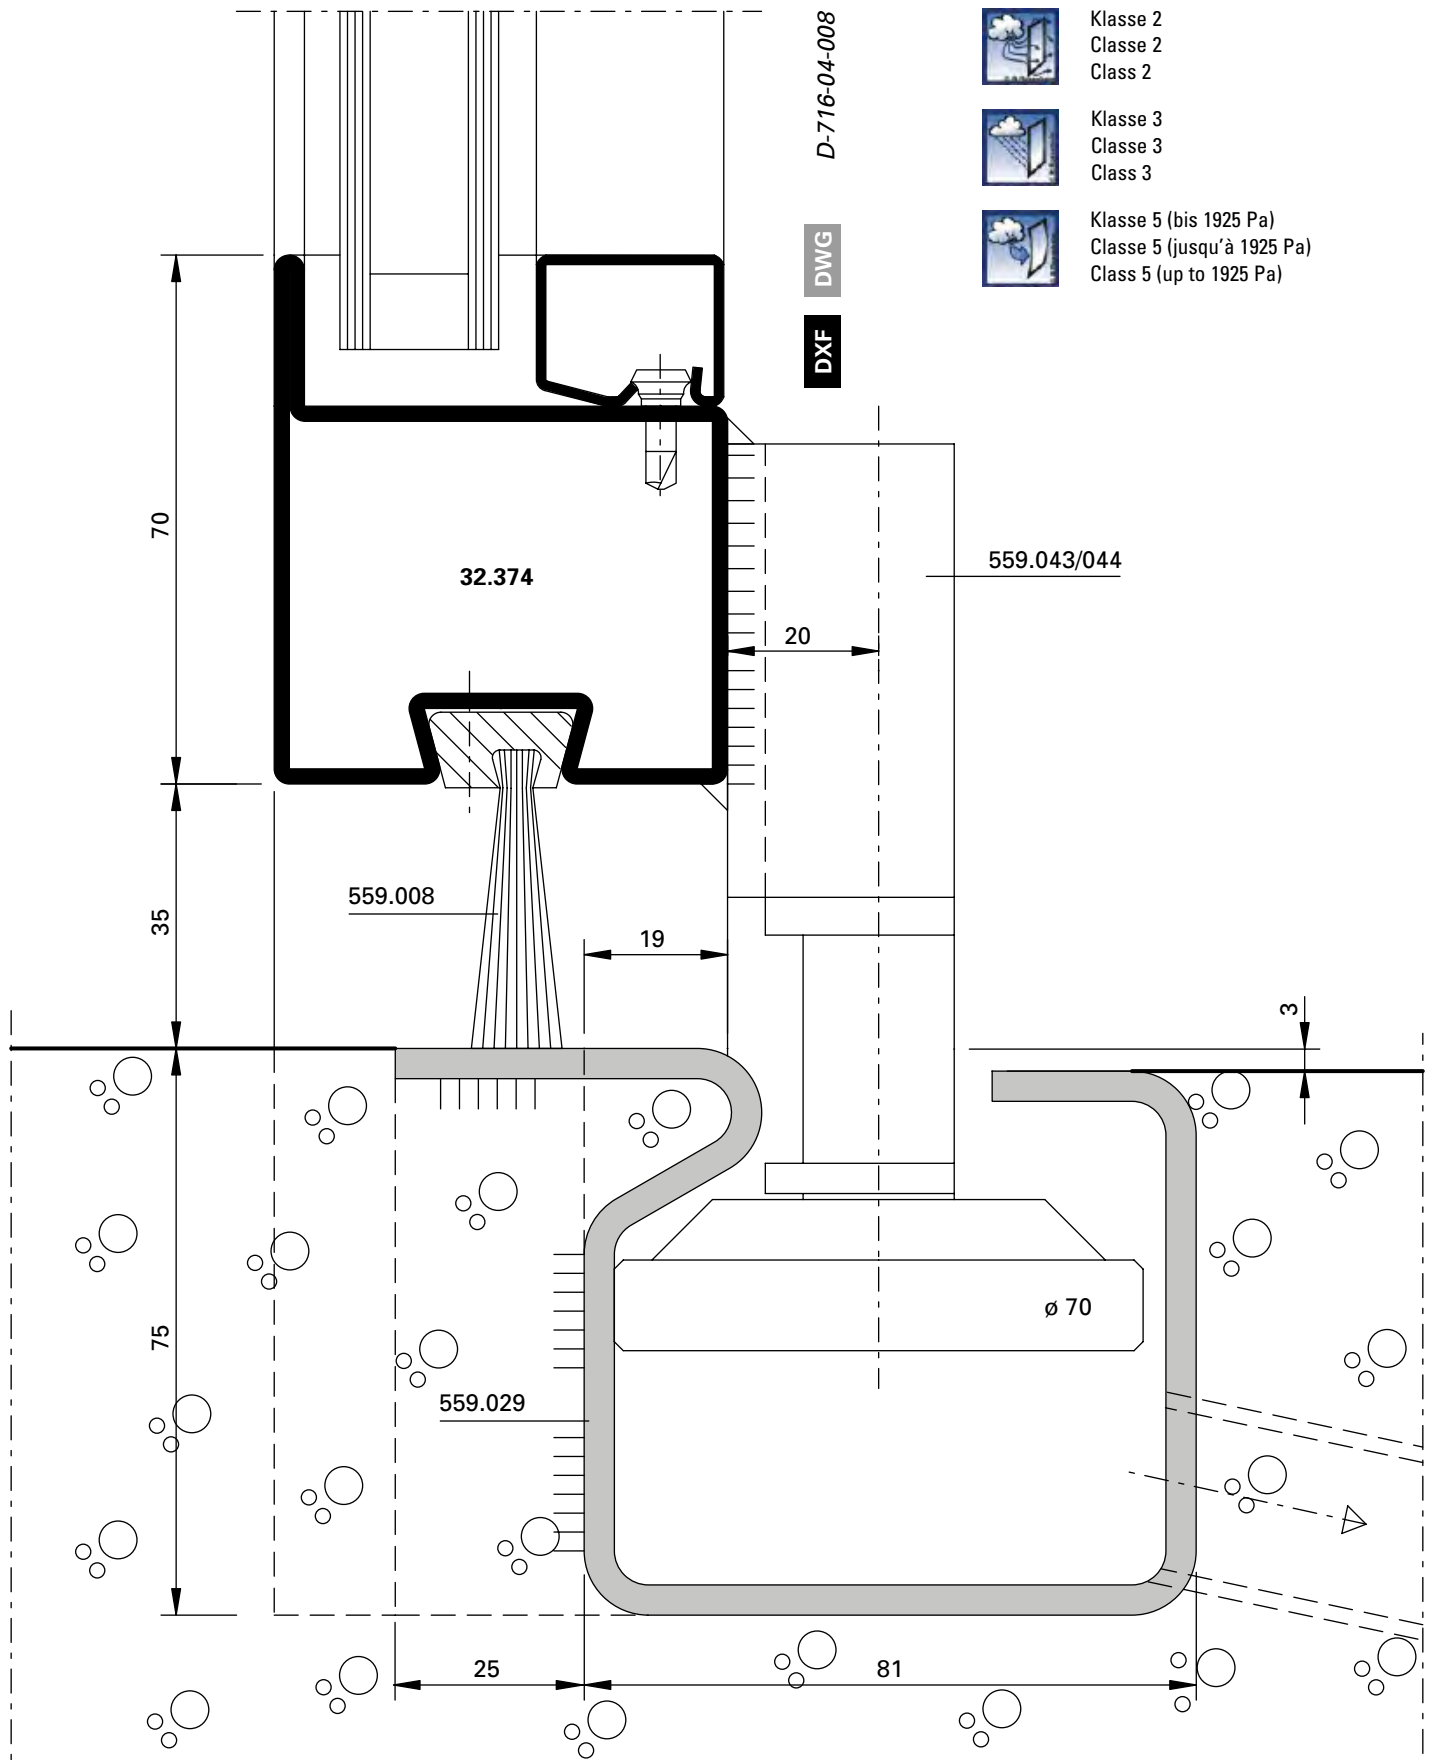 D-716-04-008
Klasse 2
Classe 2
Class 2
Klasse 3
Classe 3
Class 3
Klasse 5 (bis 1925 Pa)
Classe 5 (jusqu'à 1925 Pa)
Class 5 (up to 1925 Pa)
DWG
DXF
70
32.374
559.043/044
20
559.008
35
19
3
75
ø 70
559.029
25
81